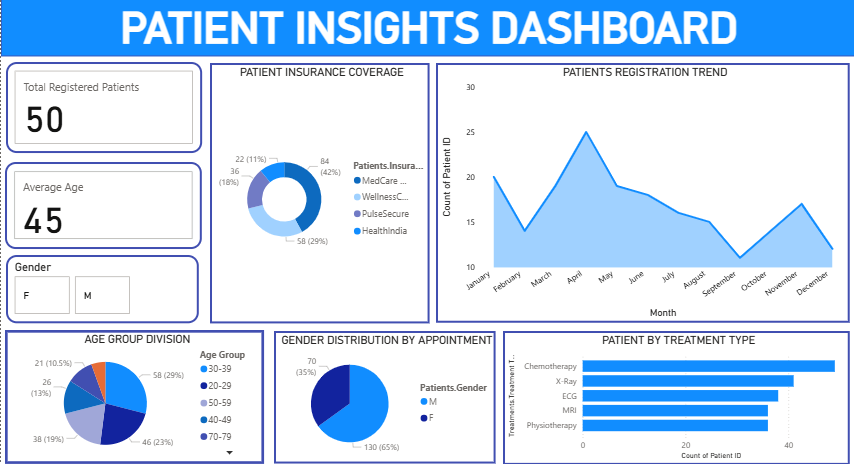 PATIENT INSIGHTS DASHBOARD
Total Registered Patients
50
Average Age
45
Gender
F
M
PATIENT INSURANCE COVERAGE
22 (11%)
36
(18%)
84
(42%)
58 (29%)
Patients.Insura...
MedCare ...
WellnessC...
PulseSecure
HealthIndia
PATIENTS REGISTRATION TREND
Count of Patient ID
30
25
20
15
10
January
February
March
April
May
June
July
August
September
October
November
December
Month
AGE GROUP DIVISION
21 (10.5%)
26
(13%)
38 (19%)
58 (29%)
46 (23%)
Age Group
30-39
20-29
50-59
40-49
70-79
GENDER DISTRIBUTION BY APPOINTMENT
70
(35%)
130 (65%)
Patients.Gender
M
F
PATIENT BY TREATMENT TYPE
Treatments.Treatment T...
Chemotherapy
X-Ray
ECG
MRI
Physiotherapy
0
20
40
Count of Patient ID